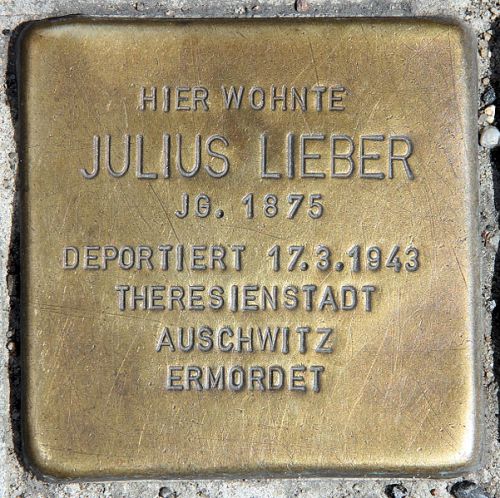 HIER WOHNTE
JULIUS LIEBER
JG. 1875
DEPORTIERT 17.3.1943
THERESIENSTADT
AUSCHWITZ
ERMORDET